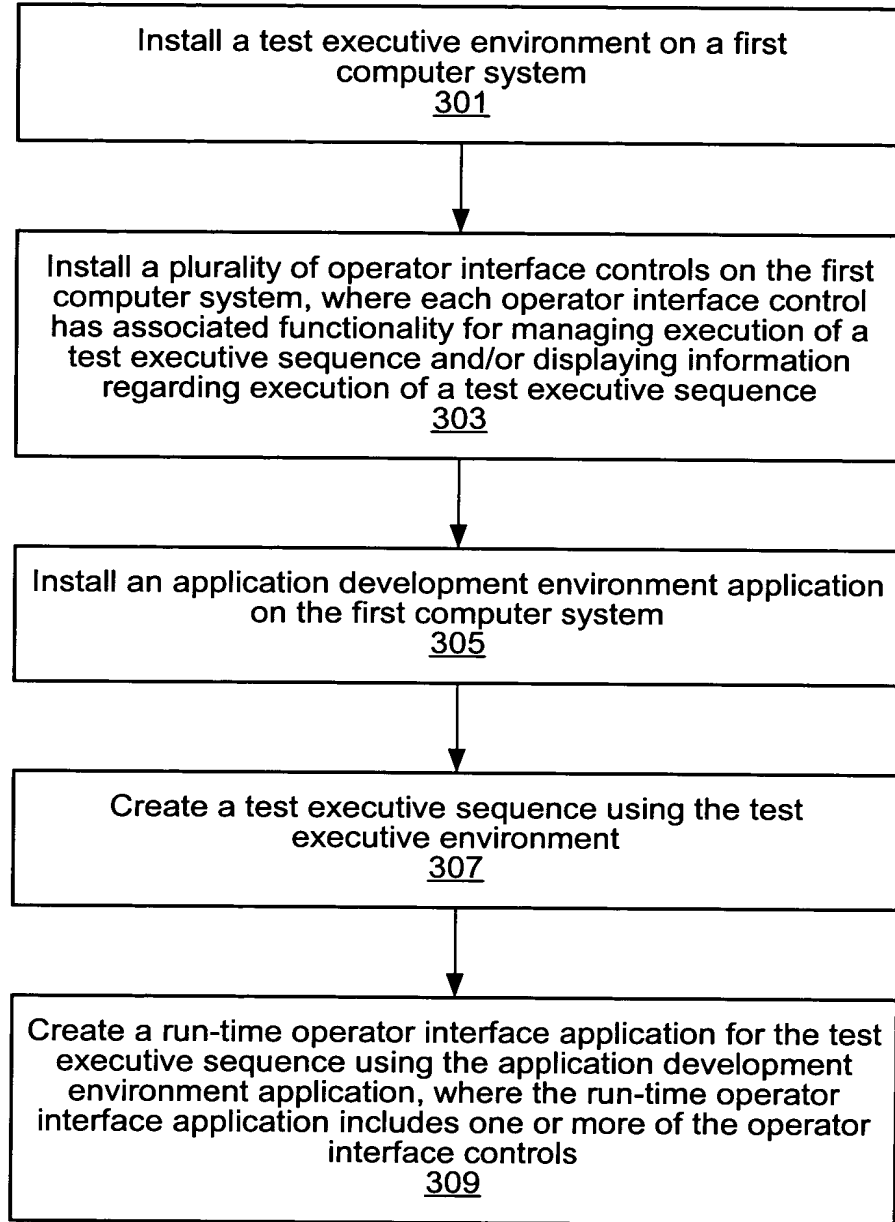 Install a test executive environment on a first
computer system
301
Install a plurality of operator interface controls on the first
computer system, where each operator interface control
has associated functionality for managing execution of a
test executive sequence and/or displaying information
regarding execution of a test executive sequence
303
Install an application development environment application
on the first computer system
305
Create a test executive sequence using the test
executive environment
307
Create a run-time operator interface application for the test
executive sequence using the application development
environment application, where the run-time operator
interface application includes one or more of the operator
interface controls
309